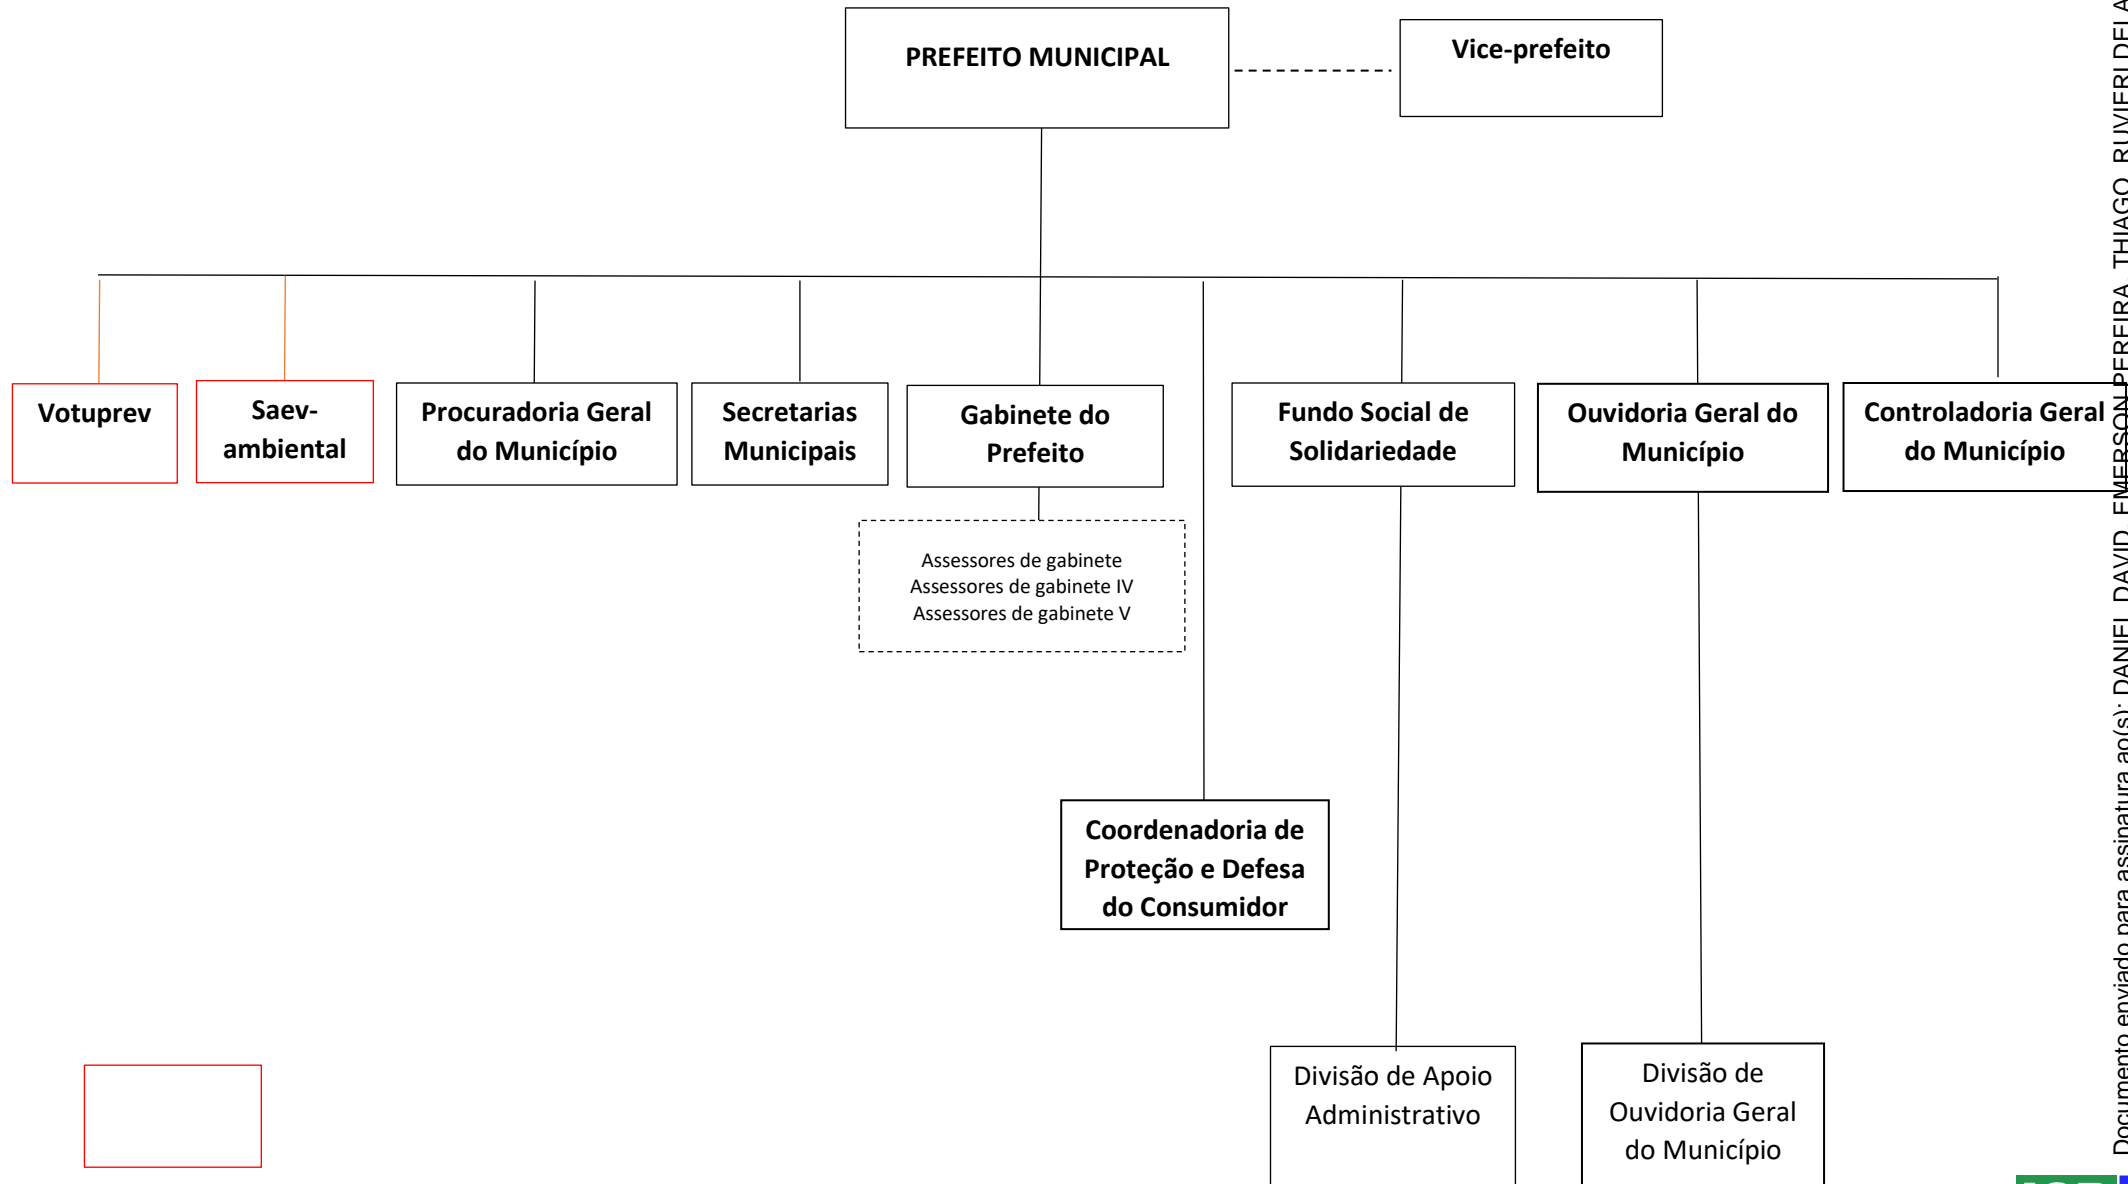 PREFEITO MUNICIPAL
Vice-prefeito
Votuprev
Saev-
ambiental
Procuradoria Geral
do Município
Secretarias
Municipais
Gabinete do
Prefeito
Fundo Social de
Solidariedade
Ouvidoria Geral do
Município
Controladoria Geral
do Município
Assessores de gabinete
Assessores de gabinete IV
Assessores de gabinete V
Coordenadoria de
Proteção e Defesa
do Consumidor
Divisão de Apoio
Administrativo
Divisão de
Ouvidoria Geral
do Município
Documento enviado para assinatura ao(s): DANIEL DAVID, EMERSON PEREIRA, THIAGO RUVIERI DELA